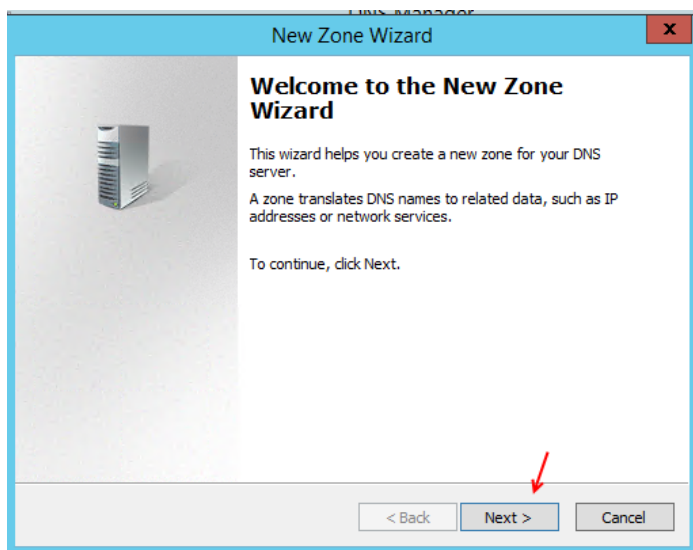 DNS Manager
New Zone Wizard
x
Welcome to the New Zone
Wizard
This wizard helps you create a new zone for your DNS
server.
A zone translates DNS names to related data, such as IP
addresses or network services.
To continue, click Next.
< Back
Next >
Cancel